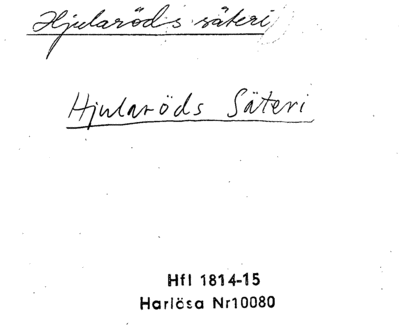 Hjularöds säteri
Hjularöds Säteri
Hfl 1814-15
Harlösa Nr10080